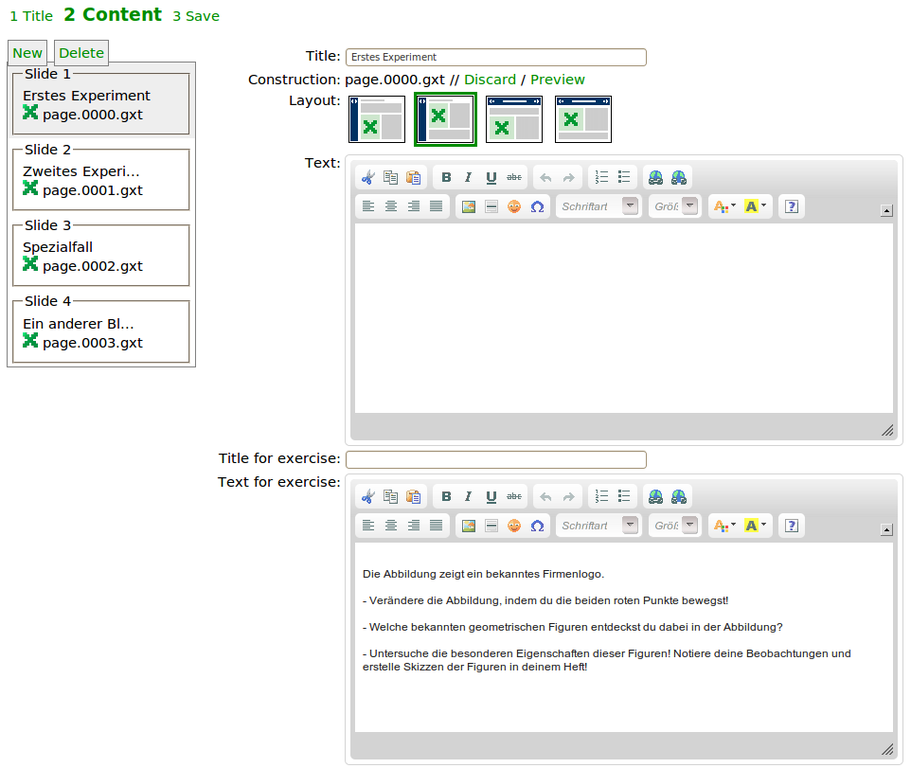 1 Title 2 Content 3 Save
New Delete
Slide 1
Erstes Experiment
page.0000.gxt
Slide 2
Zweites Experi...
page.0001.gxt
Slide 3
Spezialfall
page.0002.gxt
Slide 4
Ein anderer Bl...
page.0003.gxt
Title: Erstes Experiment
Construction: page.0000.gxt // Discard / Preview
Layout:
Text:
B I U abc
Schriftart Größ A A ?
Title for exercise:
Text for exercise:
B I U abc
Schriftart Größ A A ?
Die Abbildung zeigt ein bekanntes Firmenlogo.
- Verändere die Abbildung, indem du die beiden roten Punkte bewegst!
- Welche bekannten geometrischen Figuren entdeckst du dabei in der Abbildung?
- Untersuche die besonderen Eigenschaften dieser Figuren! Notiere deine Beobachtungen und
erstelle Skizzen der Figuren in deinem Heft!